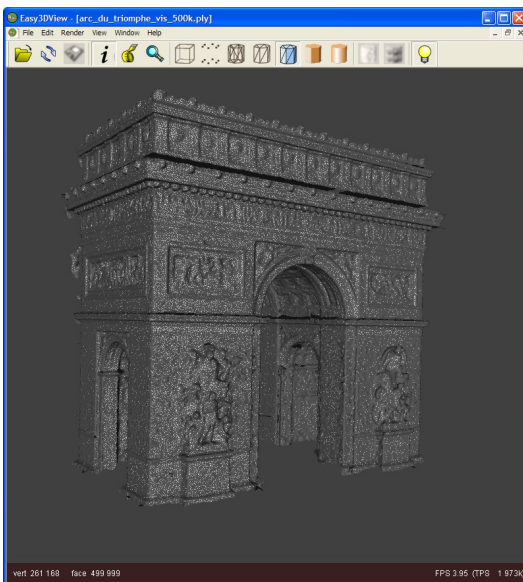 Easy3DView - [arc_du_triomphe_vis_500k.ply]
File Edit Render View Window Help
vert 261 168 face 499 999 FPS 3.95 (TPS 1 973K